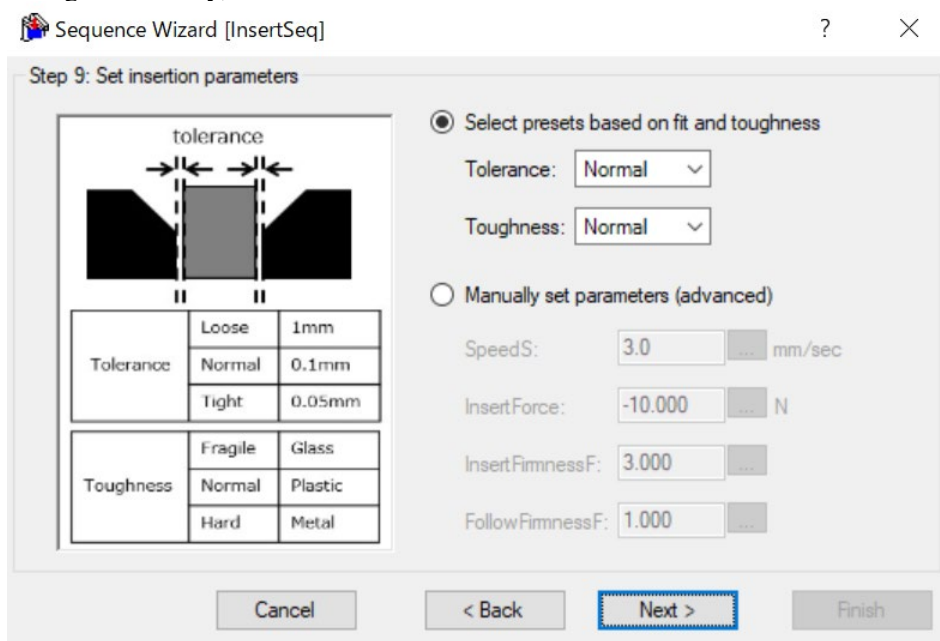 Sequence Wizard [InsertSeq] ?
Step 9: Set insertion parameters
tolerance
Tolerance
Loose 1mm
Normal 0.1mm
Tight 0.05mm
Toughness
Fragile Glass
Normal Plastic
Hard Metal
Select presets based on fit and toughness
Tolerance: Normal
Toughness: Normal
Manually set parameters (advanced)
SpeedS: 3.0 ... mm/sec
InsertForce: -10.000 ... N
InsertFirmnessF: 3.000 ...
FollowFirmnessF: 1.000 ...
Cancel < Back Next > Finish